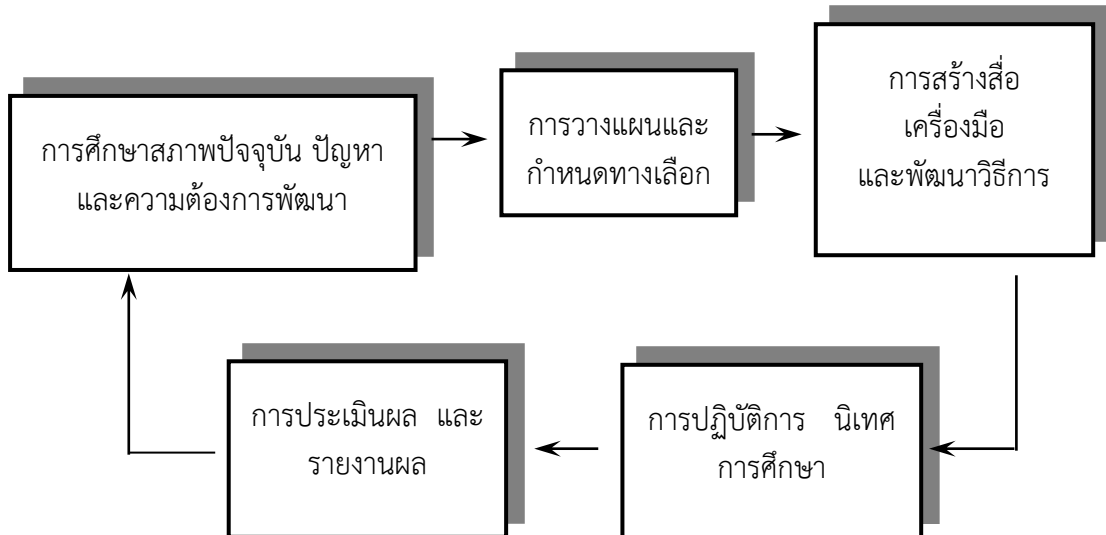 การศึกษาสภาพปัจจุบัน ปัญหา
และความต้องการพัฒนา
การวางแผนและ
กำหนดทางเลือก
การสร้างสื่อ
เครื่องมือ
และพัฒนาวิธีการ
การปฏิบัติการ นิเทศ
การศึกษา
การประเมินผล และ
รายงานผล